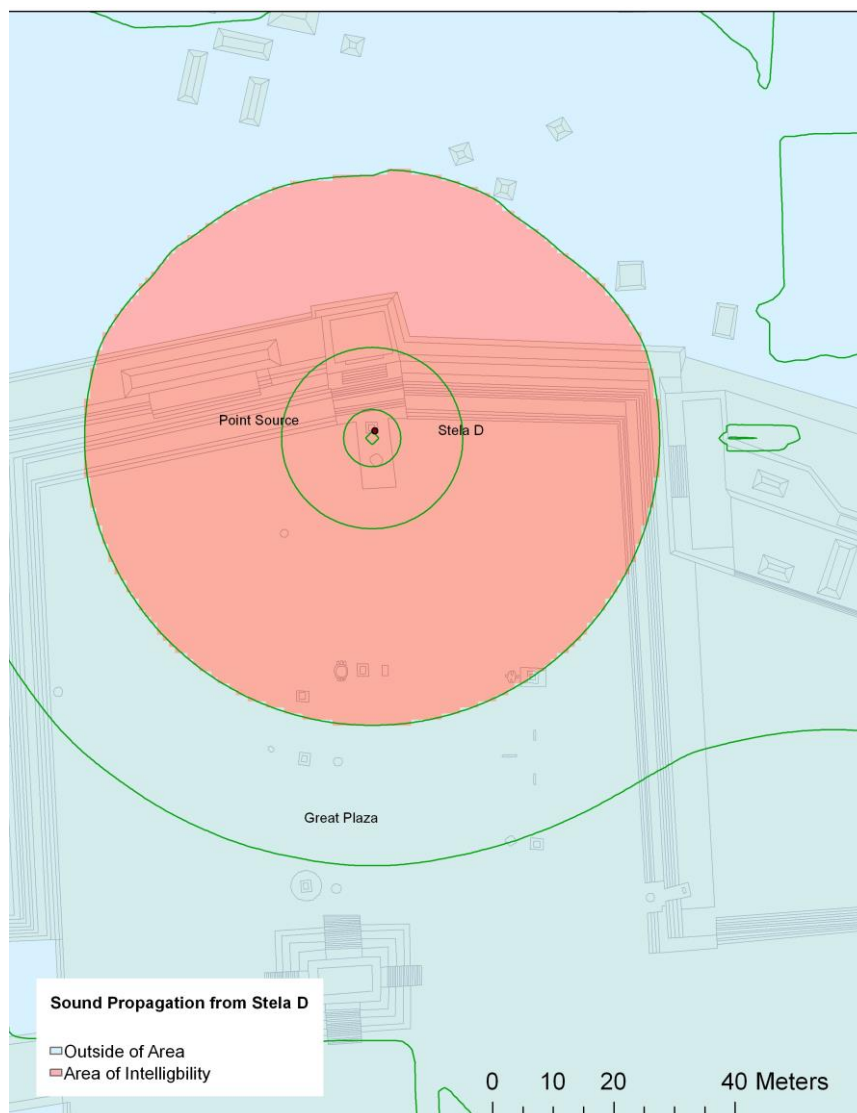 Point Source
Stela D
Great Plaza
Sound Propagation from Stela D
Outside of Area
Area of Intelligbility
0 10 20 40 Meters